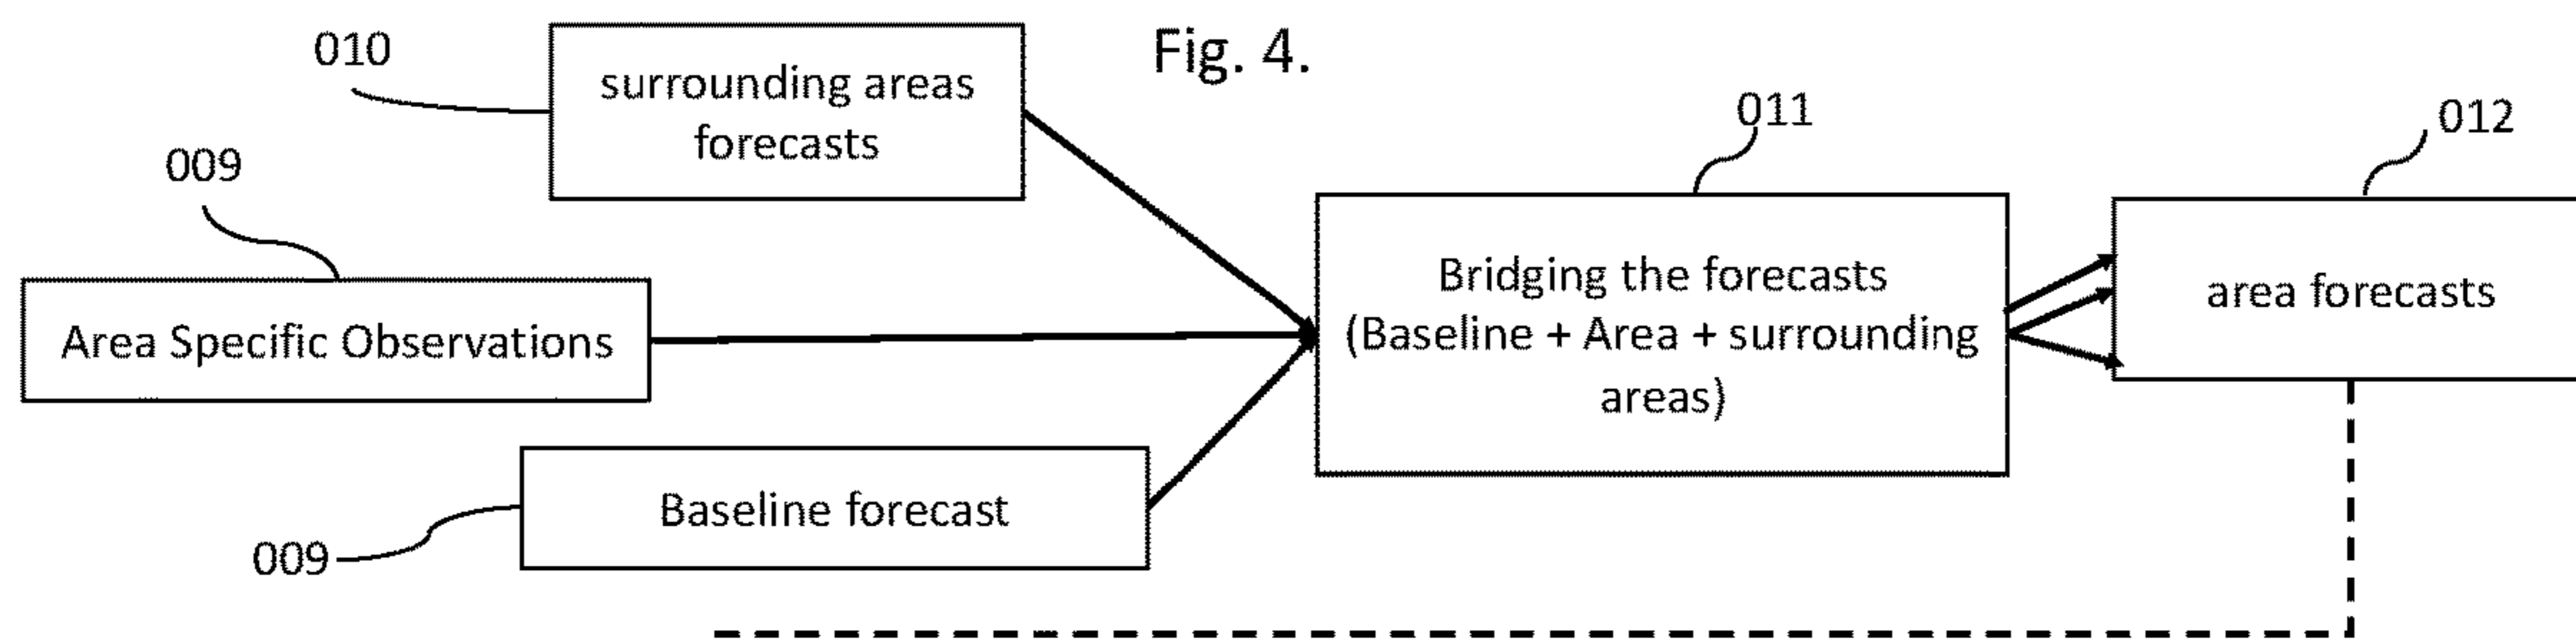 Fig. 4.
010
surrounding areas
forecasts
009
Area Specific Observations
Baseline forecast
009
011
Bridging the forecasts
(Baseline + Area + surrounding
areas)
012
area forecasts